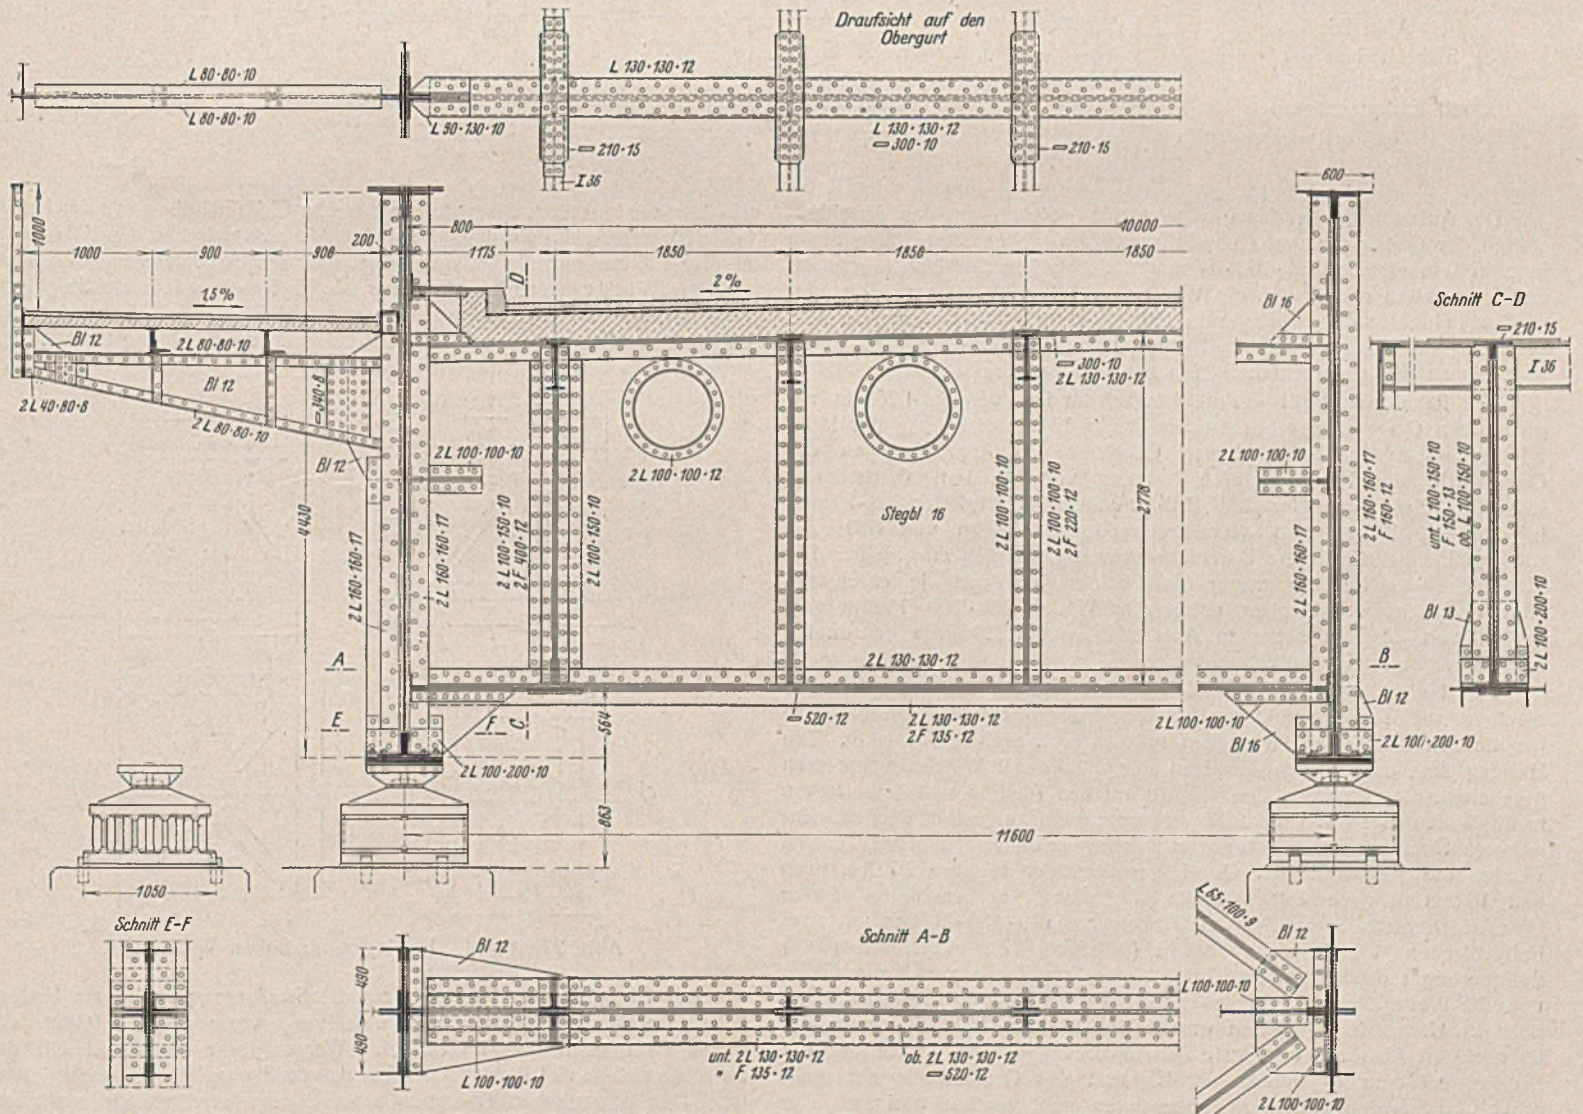 Draufsicht auf den
Obergurt
L 80·80·10
L 80·80·10
L 130·130·12
L 90·130·10
L 130·130·12
▭ 300·10
▭ 210·15
▭ 210·15
I 36
600
1000
800
10000
200
1000
900
900
1175
1850
1850
1850
D
1,5%
2%
Bl 16
Schnitt C-D
▭ 210·15
I 36
Bl 12
2 L 80·80·10
Bl 12
▭ 340·8
2 L 40·80·8
2 L 80·80·10
▭ 300·10
2 L 130·130·12
Bl 12
2 L 100·100·10
2 L 100·100·12
Stegbl 16
4430
2 L 160·160·17
2 L 160·160·17
2 L 100·150·10
2 F 400·12
2 L 100·150·10
2 L 100·100·10
2 L 100·100·10
2 F 220·12
2778
2 L 100·100·10
2 L 160·160·17
2 L 160·160·17
F 160·12
unt. L 100·150·10
F 150·13
ob. L 100·150·10
Bl 13
2 L 100·200·10
A
2 L 130·130·12
B
E
F
C
564
▭ 520·12
2 L 130·130·12
2 F 135·12
2 L 100·100·10
Bl 16
Bl 12
2 L 100·200·10
2 L 100·200·10
863
11600
1050
Schnitt E-F
Schnitt A-B
Bl 12
490
490
L 100·100·10
unt. 2 L 130·130·12
" F 135·12
ob. 2 L 130·130·12
▭ 520·12
L 65·100·9
Bl 12
L 100·100·10
2 L 100·100·10